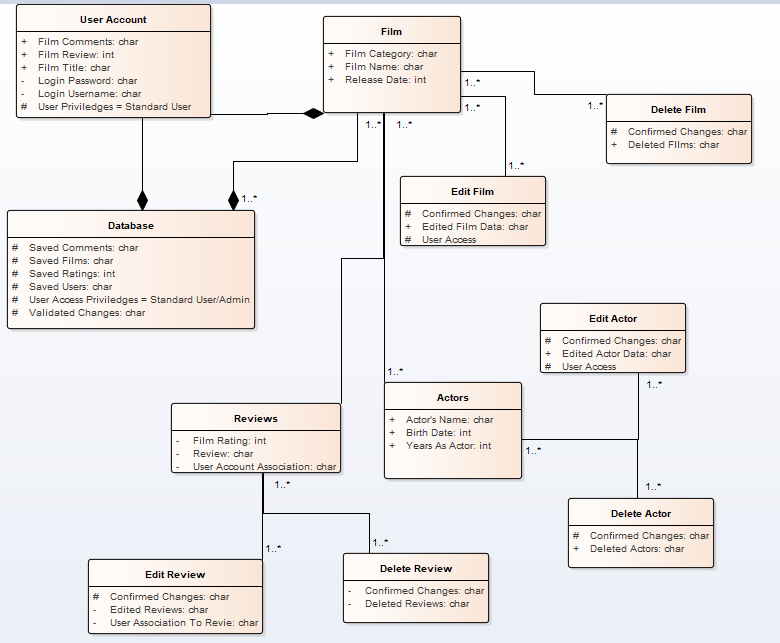 User Account
+ Film Comments: char
+ Film Review: int
+ Film Title: char
- Login Password: char
- Login Username: char
# User Priviledges = Standard User
Film
+ Film Category: char
+ Film Name: char
+ Release Date: int
1..*
1..*
1..*
1..*
1..*
Delete Film
# Confirmed Changes: char
+ Deleted FIlms: char
1..*
Edit Film
# Confirmed Changes: char
+ Edited Film Data: char
# User Access
1..*
Database
# Saved Comments: char
# Saved Films: char
# Saved Ratings: int
# Saved Users: char
# User Access Priviledges = Standard User/Admin
# Validated Changes: char
Edit Actor
# Confirmed Changes: char
+ Edited Actor Data: char
# User Access
1..*
1..*
Actors
+ Actor's Name: char
+ Birth Date: int
+ Years As Actor: int
1..*
Reviews
- Film Rating: int
- Review: char
- User Account Association: char
1..*
1..*
Delete Actor
# Confirmed Changes: char
+ Deleted Actors: char
1..*
1..*
Edit Review
# Confirmed Changes: char
- Edited Reviews: char
- User Association To Revie: char
Delete Review
- Confirmed Changes: char
- Deleted Reviews: char